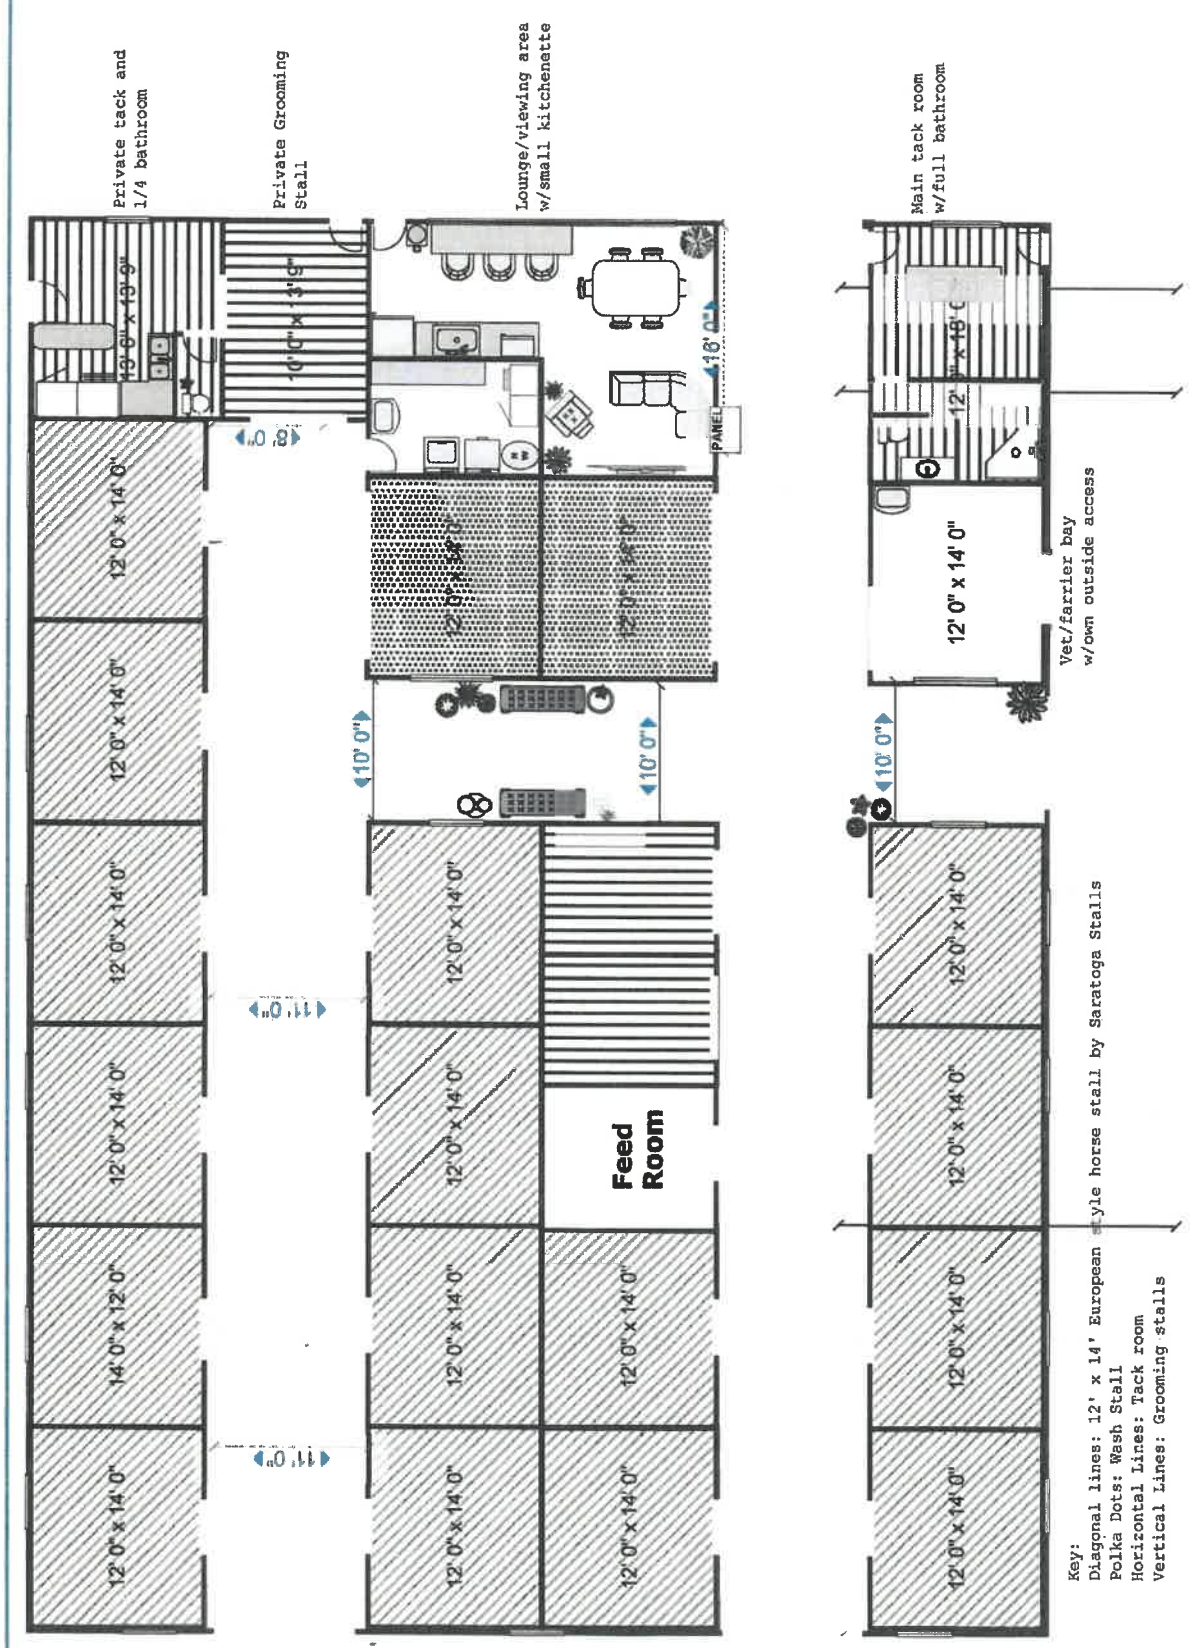 Private tack and
1/4 bathroom
Private Grooming
Stall
Lounge/viewing area
w/small kitchenette
Main tack room
w/full bathroom
12' 0" x 14' 0"
14' 0" x 12' 0"
12' 0" x 14' 0"
12' 0" x 14' 0"
12' 0" x 14' 0"
12' 0" x 14' 0"
13' 9"
11' 0"
11' 0"
8' 0"
10' 0" x 13' 9"
12' 0" x 14' 0"
12' 0" x 14' 0"
12' 0" x 14' 0"
12' 0" x 14' 0"
10' 0"
12' 0" x
12' 0" x 14' 0"
12' 0" x 14' 0"
Feed
Room
10' 0"
12' 0" x
PANEL
16' 0"
12' 0" x 14' 0"
12' 0" x 14' 0"
12' 0" x 14' 0"
12' 0" x 14' 0"
10' 0"
12' 0" x 14' 0"
Vet/farrier bay
w/own outside access
Key:
Diagonal lines: 12' x 14' European style horse stall by Saratoga Stalls
Polka Dots: Wash Stall
Horizontal Lines: Tack room
Vertical Lines: Grooming stalls